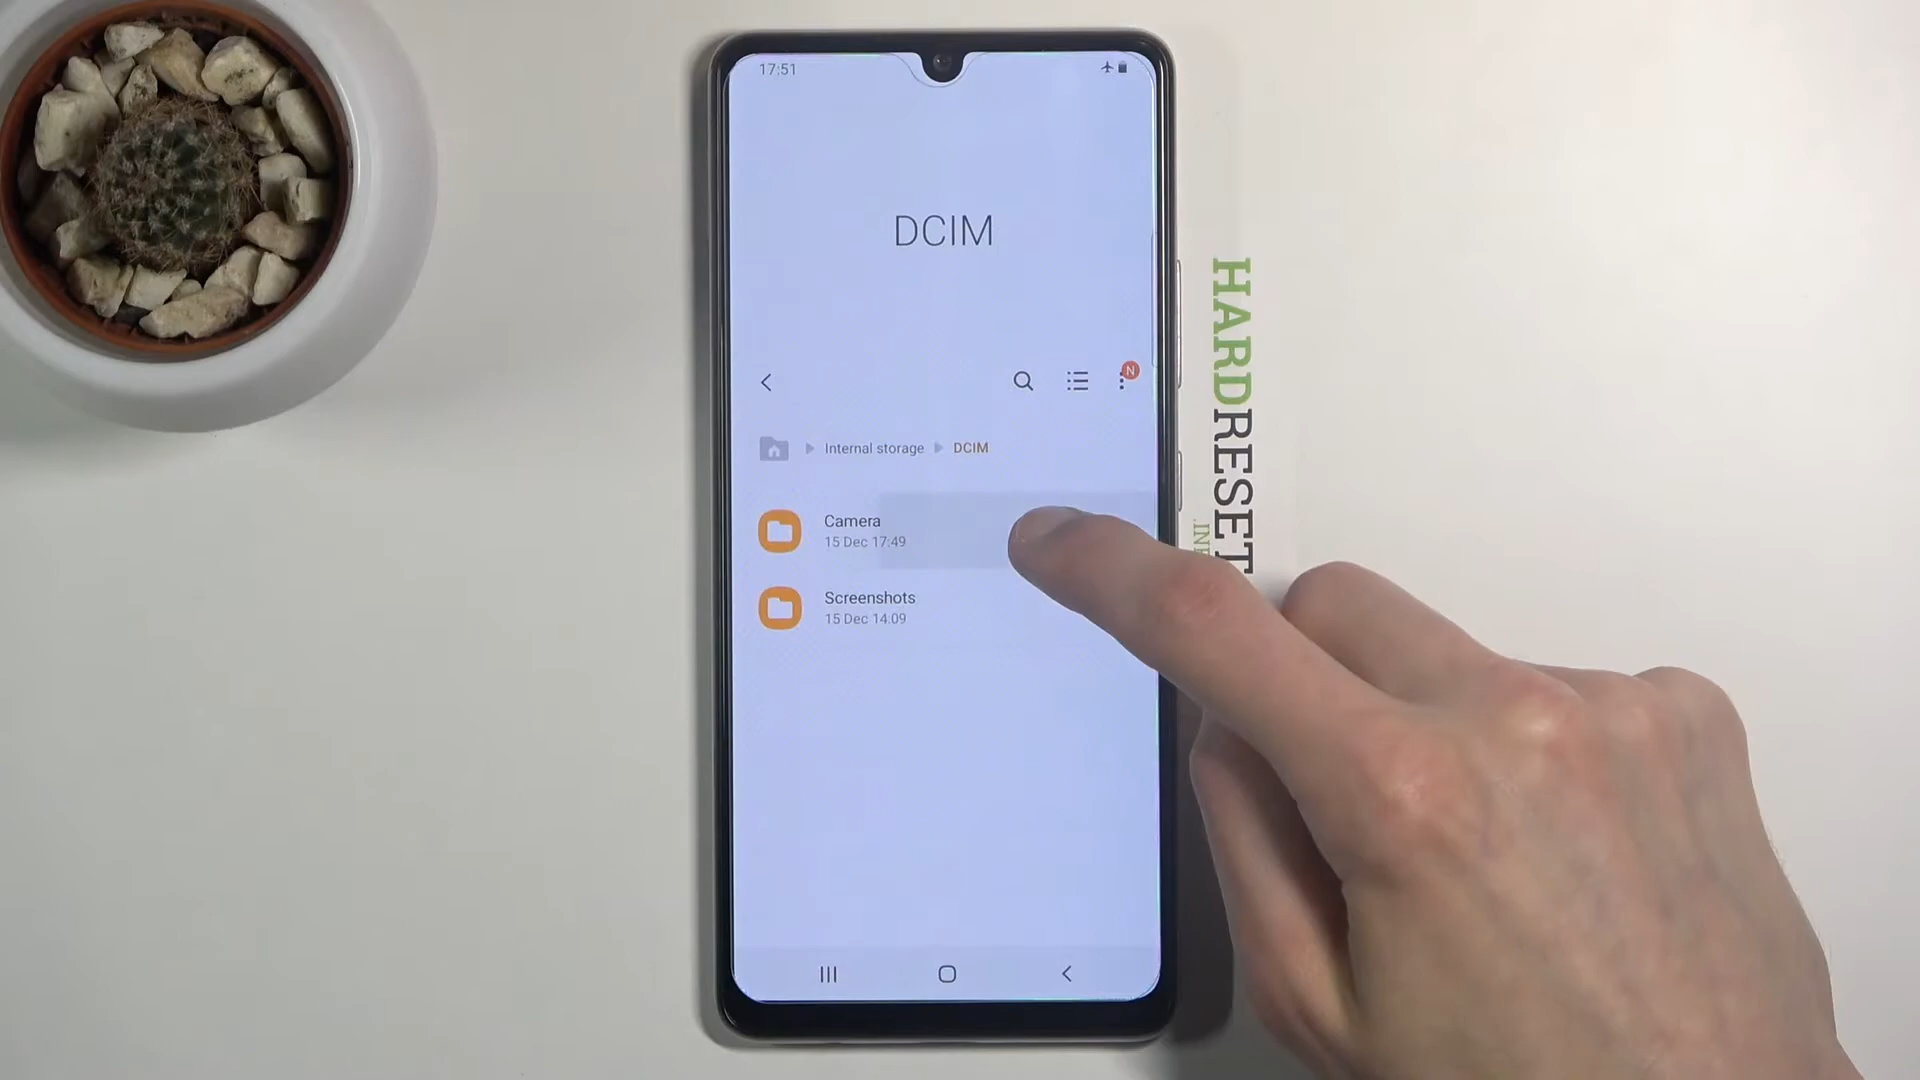 17:51
DCIM
N
Internal storage
DCIM
Camera
15 Dec 17:49
Screenshots
15 Dec 14:09
HARDRESET